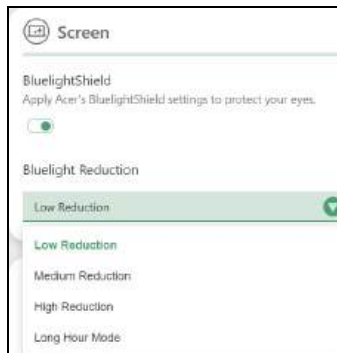 Screen
BluelightShield
Apply Acer's BluelightShield settings to protect your eyes.
Bluelight Reduction
Low Reduction
Low Reduction
Medium Reduction
High Reduction
Long Hour Mode